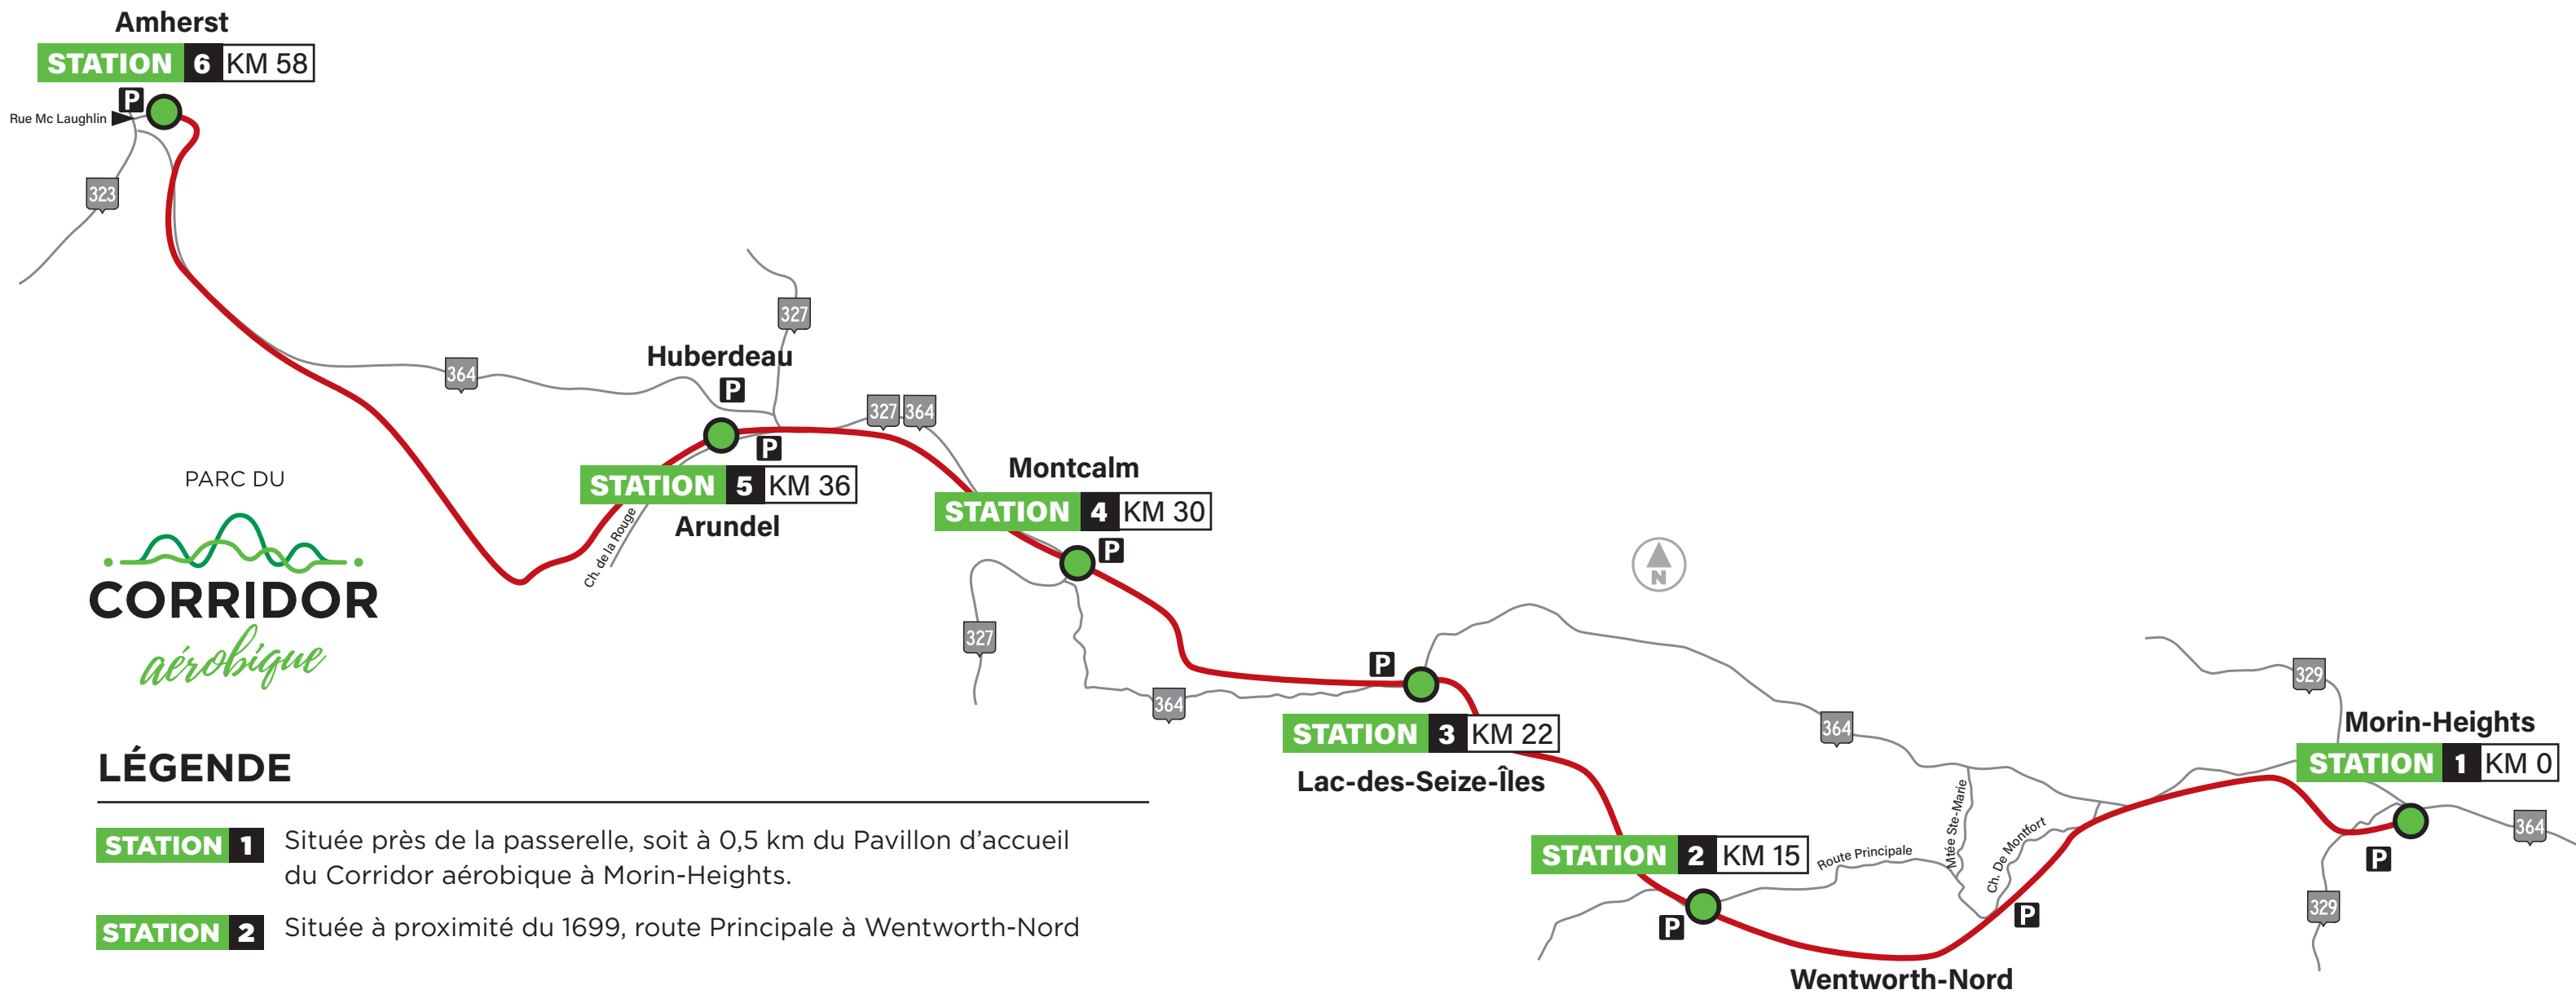 Amherst
STATION 6 KM 58
P
Rue Mc Laughlin
323
327
Huberdeau
P
364
327 364
P
STATION 5 KM 36
Arundel
Ch. de la Rouge
Montcalm
STATION 4 KM 30
P
327
364
N
P
STATION 3 KM 22
Lac-des-Seize-Îles
364
329
Morin-Heights
STATION 1 KM 0
364
P
329
STATION 2 KM 15
Route Principale
Mtée Ste-Marie
Ch. De Montfort
P
P
Wentworth-Nord
PARC DU
CORRIDOR
aérobique
LÉGENDE
STATION 1 Située près de la passerelle, soit à 0,5 km du Pavillon d’accueil
du Corridor aérobique à Morin-Heights.
STATION 2 Située à proximité du 1699, route Principale à Wentworth-Nord